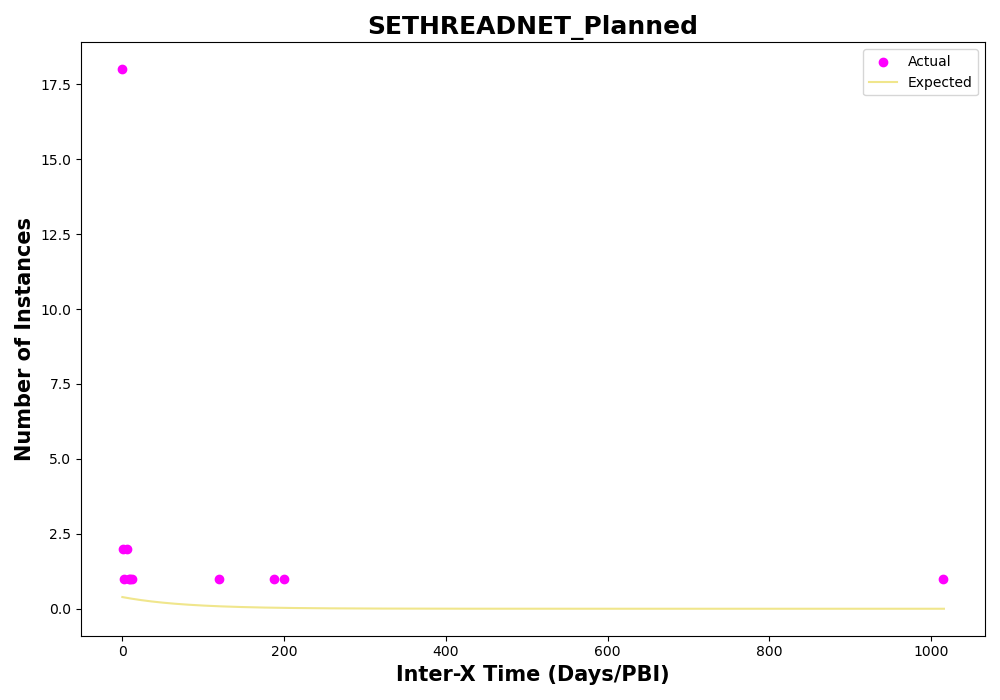 SETHREADNET_Planned
Actual
Expected
Number of Instances
17.5
15.0
12.5
10.0
7.5
5.0
2.5
0.0
0
200
400
600
800
1000
Inter-X Time (Days/PBI)